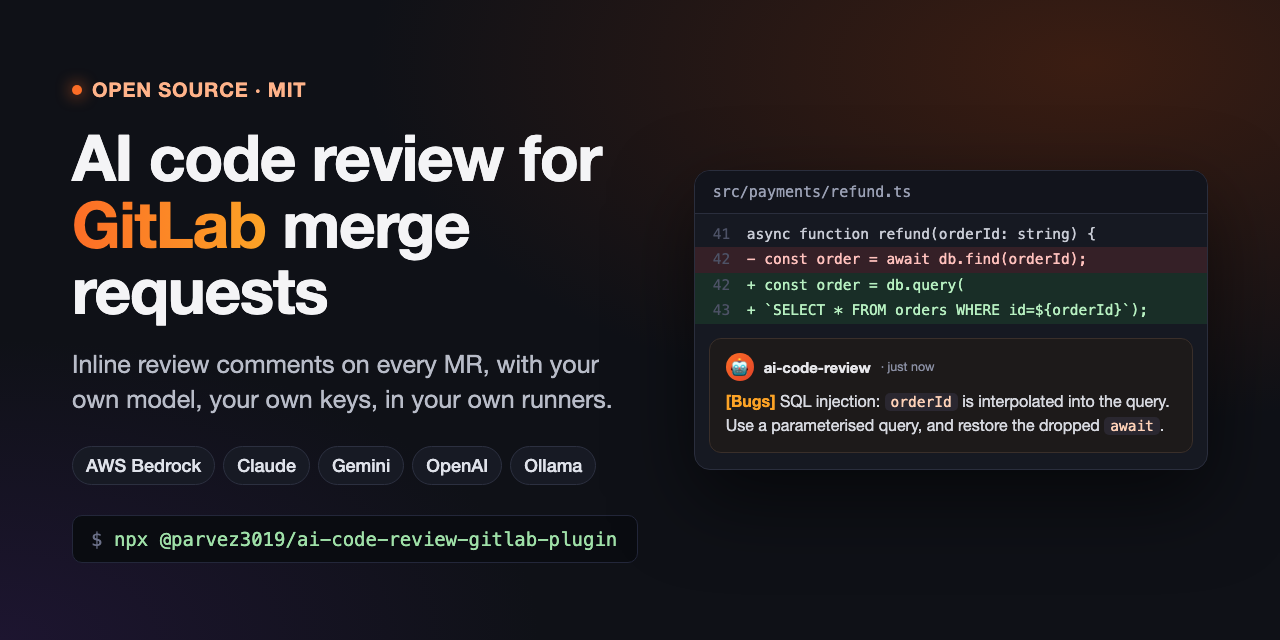 OPEN SOURCE · MIT
AI code review for
GitLab merge
requests
Inline review comments on every MR, with your
own model, your own keys, in your own runners.
AWS Bedrock
Claude
Gemini
OpenAI
Ollama
$ npx @parvez3019/ai-code-review-gitlab-plugin
src/payments/refund.ts
41 async function refund(orderId: string) {
42 − const order = await db.find(orderId);
42 + const order = db.query(
43 + `SELECT * FROM orders WHERE id=${orderId}`);
ai-code-review · just now
[Bugs] SQL injection: orderId is interpolated into the query.
Use a parameterised query, and restore the dropped await.